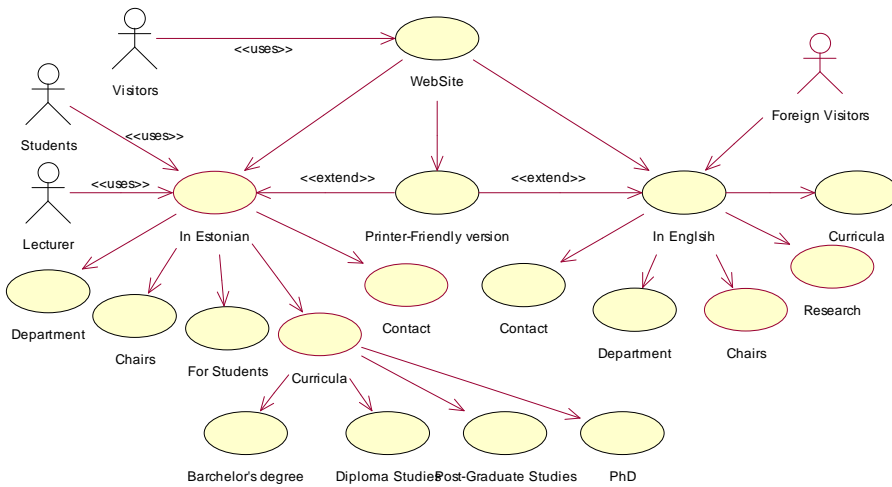 <<uses>>
Visitors
WebSite
Foreign Visitors
Students
<<uses>>
<<uses>>
<<extend>>
<<extend>>
Lecturer
In Estonian
Printer-Friendly version
In Englsih
Curricula
Department
Chairs
For Students
Contact
Contact
Department
Chairs
Research
Curricula
Barchelor's degree
Diploma Studies
Post-Graduate Studies
PhD